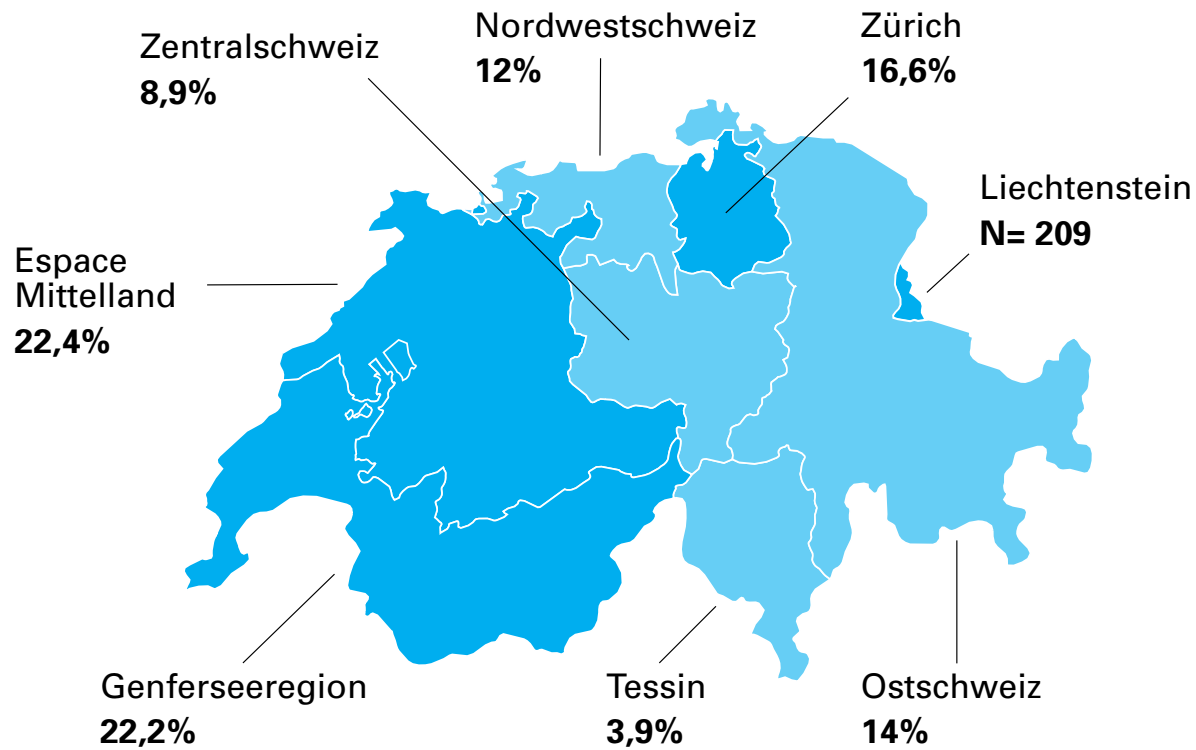 Zentralschweiz
8,9%
Nordwestschweiz
12%
Zürich
16,6%
Liechtenstein
N= 209
Espace
Mittelland
22,4%
Genferseeregion
22,2%
Tessin
3,9%
Ostschweiz
14%